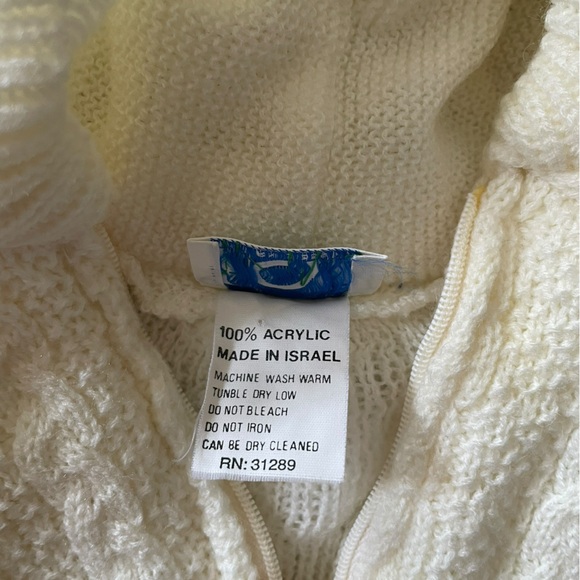 100% ACRYLIC
MADE IN ISRAEL
MACHINE WASH WARM
TUNBLE DRY LOW
DO NOT BLEACH
DO NOT IRON
CAN BE DRY CLEANED
RN: 31289